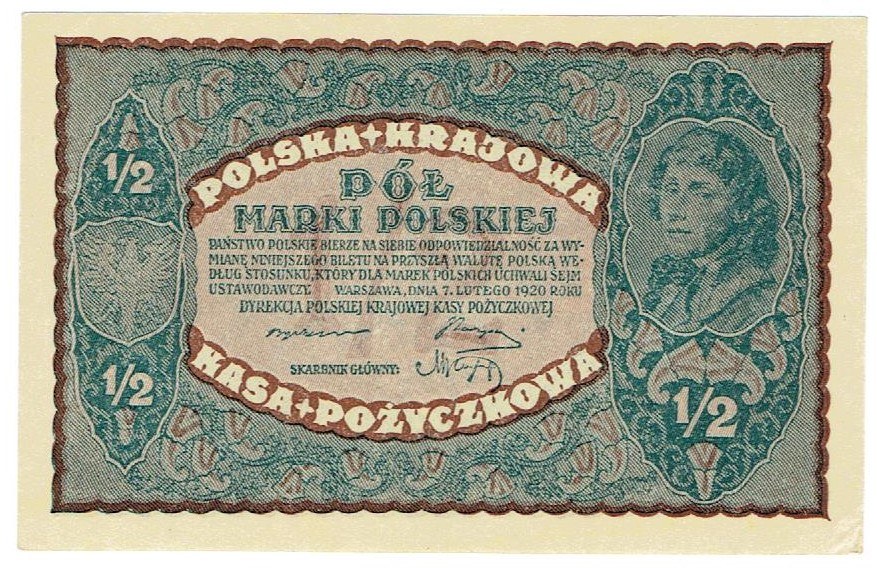 POLSKA+KRAJOWA
PÓŁ
MARKI POLSKIEJ
PAŃSTWO POLSKIE BIERZE NA SIEBIE ODPOWIEDZIALNOŚĆ ZA WY-
MIANĘ NINIEJSZEGO BILETU NA PRZYSZŁĄ WALUTĘ POLSKĄ WE-
DŁUG STOSUNKU, KTÓRY DLA MAREK POLSKICH UCHWALI SEJM
USTAWODAWCZY. WARSZAWA, DNIA 7. LUTEGO 1920 ROKU
DYREKCJA POLSKIEJ KRAJOWEJ KASY POŻYCZKOWEJ
SKARBNIK GŁÓWNY:
KASA+POŻYCZKOWA
1/2
1/2
1/2